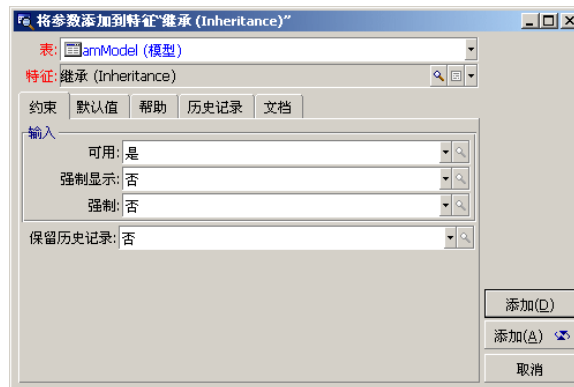 将参数添加到特征“继承 (Inheritance)”
表: amModel (模型)
特征: 继承 (Inheritance)
约束 默认值 帮助 历史记录 文档
输入
可用: 是
强制显示: 否
强制: 否
保留历史记录: 否
添加(D)
添加(A)
取消